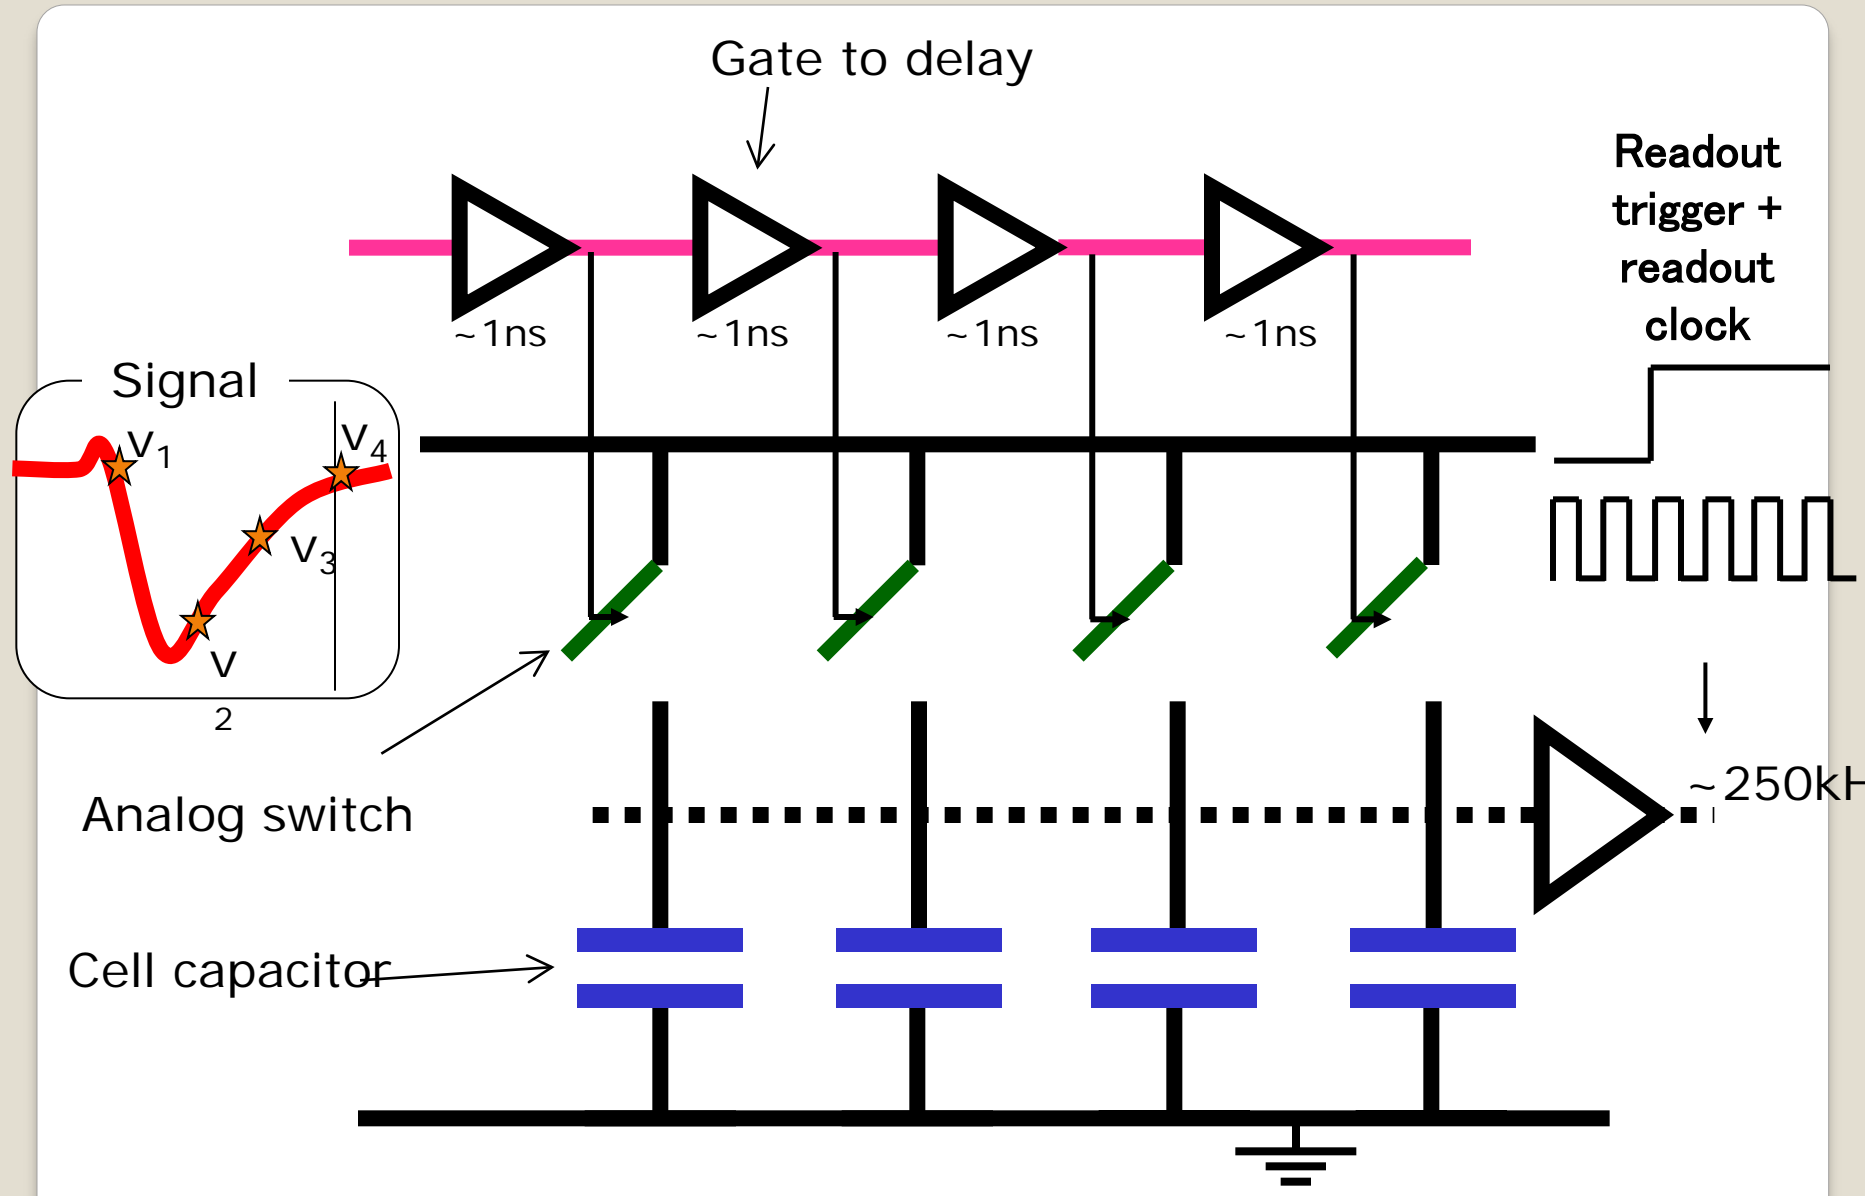 Gate to delay
Readout
trigger +
readout
clock
~1ns
~1ns
~1ns
~1ns
Signal
v1
v4
v3
v
2
Analog switch
~250kH
Cell capacitor